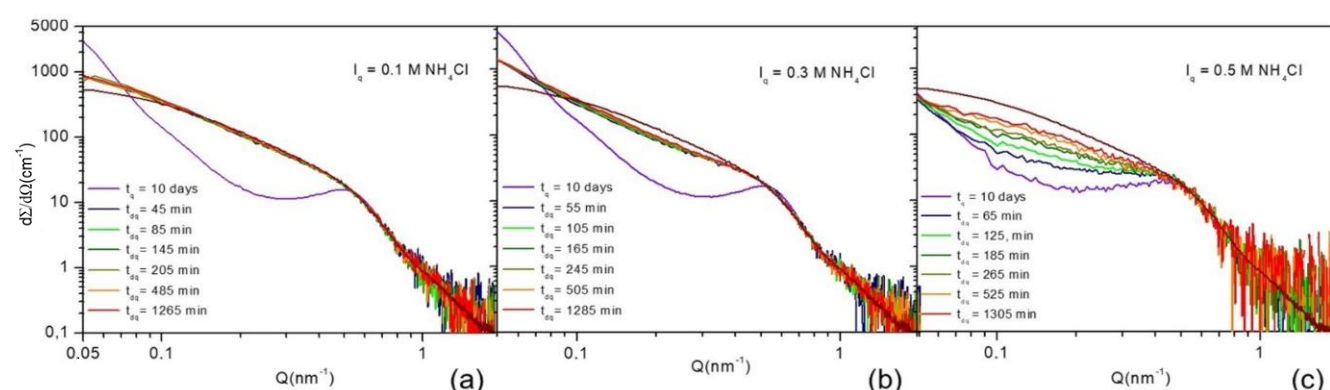 5000
1000
100
10
1
0,1
dΣ/dΩ(cm⁻¹)
I_q = 0.1 M NH₄Cl
t_q = 10 days
t_dq = 45 min
t_dq = 85 min
t_dq = 145 min
t_dq = 205 min
t_dq = 485 min
t_dq = 1265 min
0.05 0.1 1
Q(nm⁻¹)
(a)
I_q = 0.3 M NH₄Cl
t_q = 10 days
t_dq = 55 min
t_dq = 105 min
t_dq = 165 min
t_dq = 245 min
t_dq = 505 min
t_dq = 1285 min
0.1 1
Q(nm⁻¹)
(b)
I_q = 0.5 M NH₄Cl
t_q = 10 days
t_dq = 65 min
t_dq = 125, min
t_dq = 185 min
t_dq = 265 min
t_dq = 525 min
t_dq = 1305 min
0.1 1
Q(nm⁻¹)
(c)